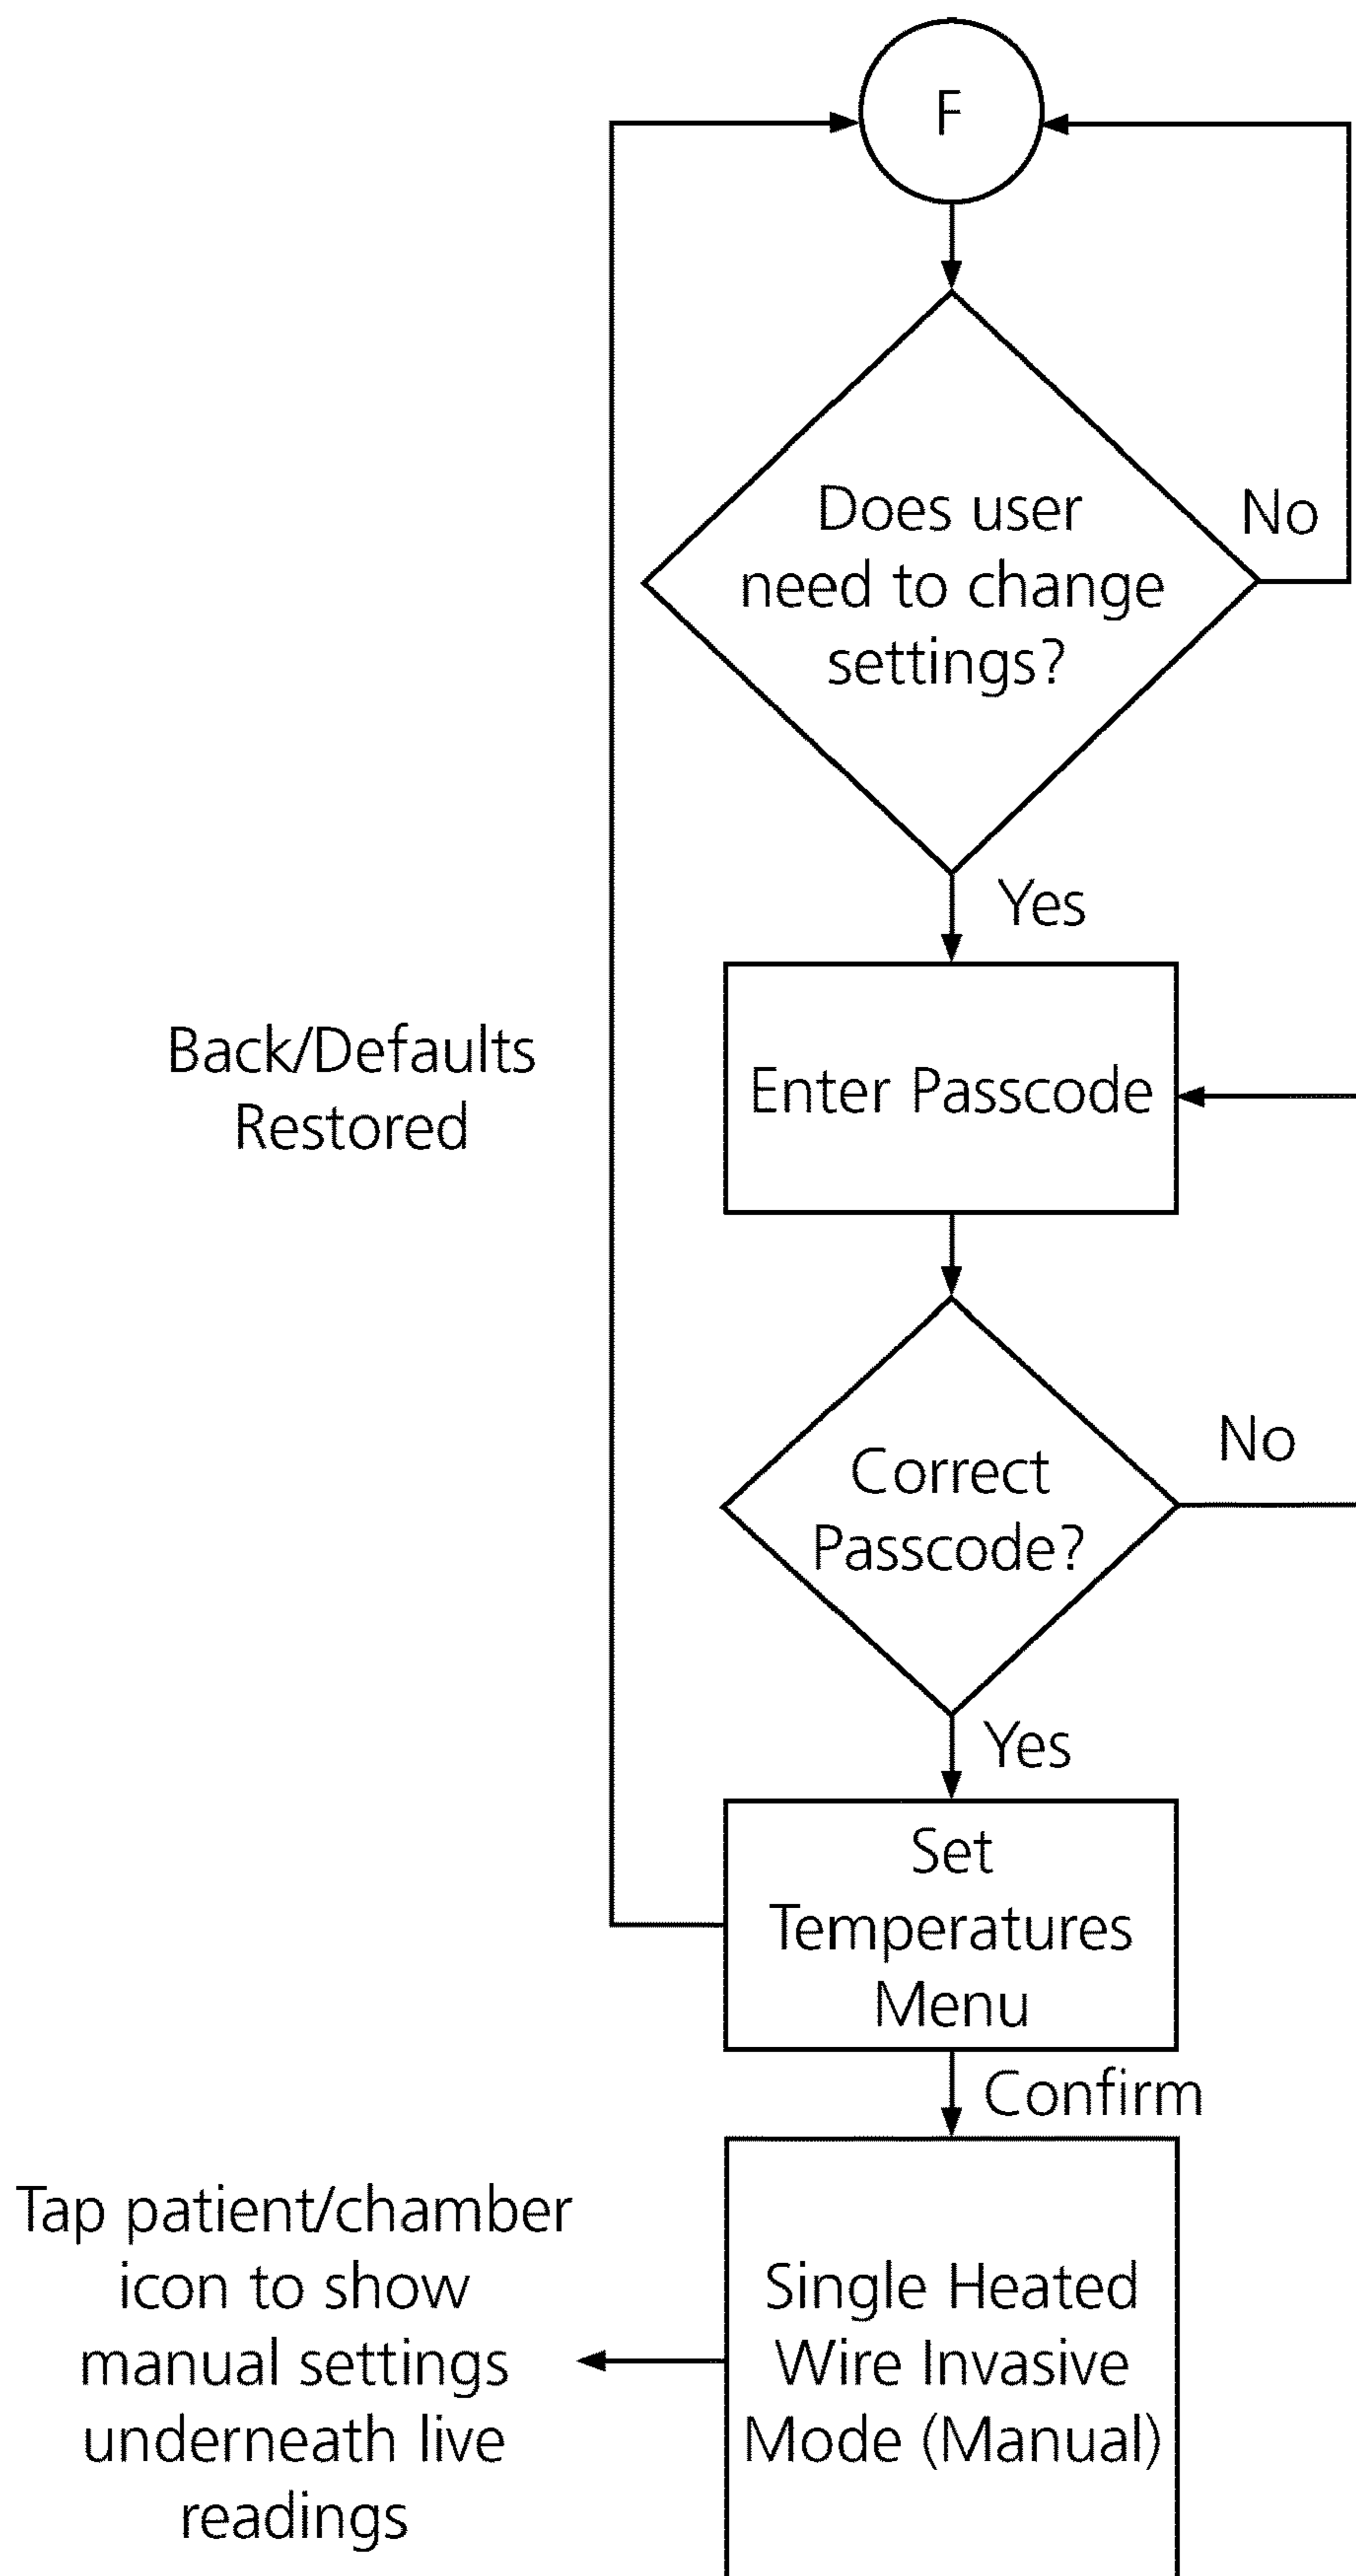 F
Does user
need to change
settings?
No
Yes
Back/Defaults
Restored
Enter Passcode
Correct
Passcode?
No
Yes
Set
Temperatures
Menu
Confirm
Tap patient/chamber
icon to show
manual settings
underneath live
readings
Single Heated
Wire Invasive
Mode (Manual)